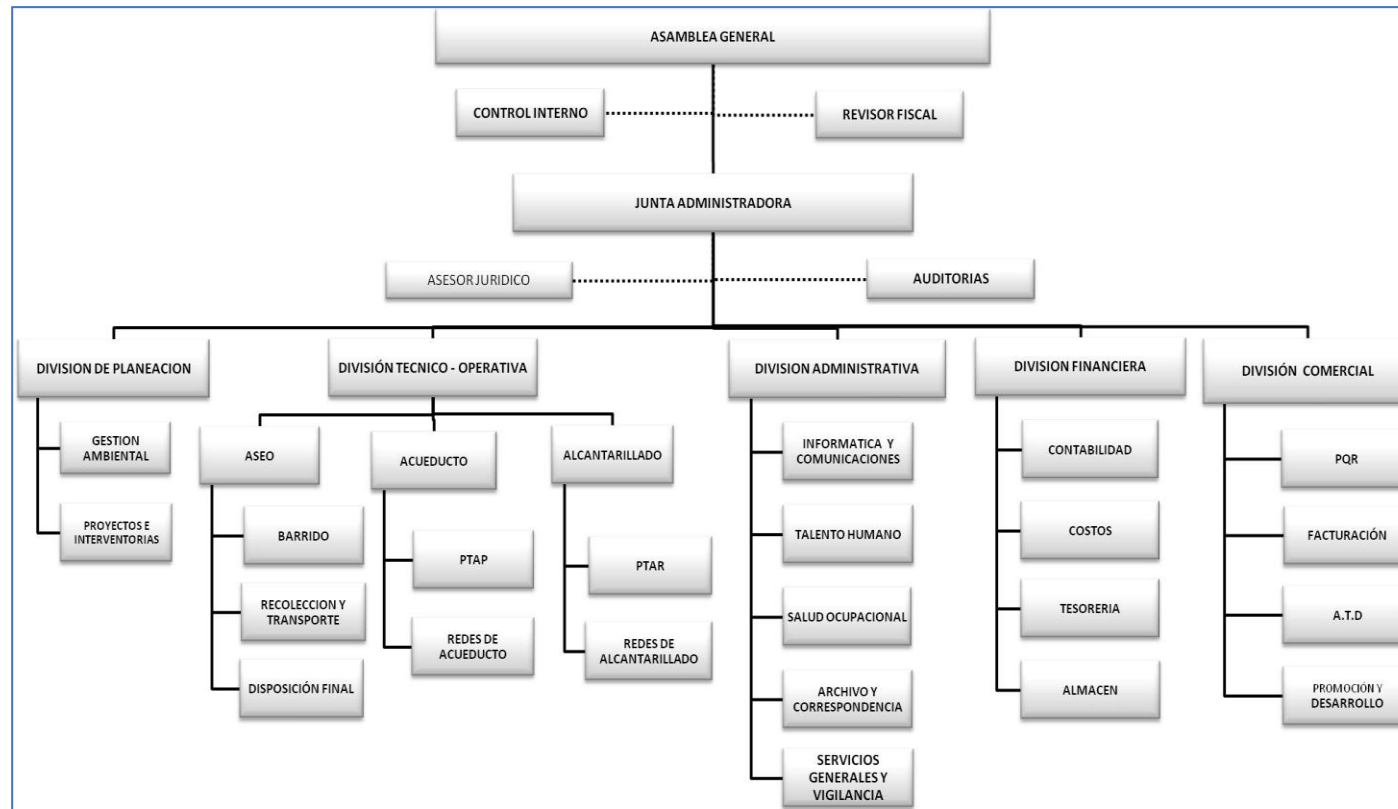 ASAMBLEA GENERAL
CONTROL INTERNO
REVISOR FISCAL
JUNTA ADMINISTRADORA
ASESOR JURIDICO
AUDITORIAS
DIVISION DE PLANEACION
DIVISIÓN TECNICO - OPERATIVA
DIVISION ADMINISTRATIVA
DIVISION FINANCIERA
DIVISIÓN COMERCIAL
GESTION
AMBIENTAL
PROYECTOS E
INTERVENTORIAS
ASEO
BARRIDO
RECOLECCION Y
TRANSPORTE
DISPOSICIÓN FINAL
ACUEDUCTO
PTAP
REDES DE
ACUEDUCTO
ALCANTARILLADO
PTAR
REDES DE
ALCANTARILLADO
INFORMATICA Y
COMUNICACIONES
TALENTO HUMANO
SALUD OCUPACIONAL
ARCHIVO Y
CORRESPONDENCIA
SERVICIOS
GENERALES Y
VIGILANCIA
CONTABILIDAD
COSTOS
TESORERIA
ALMACEN
PQR
FACTURACIÓN
A.T.D
PROMOCIÓN Y
DESARROLLO